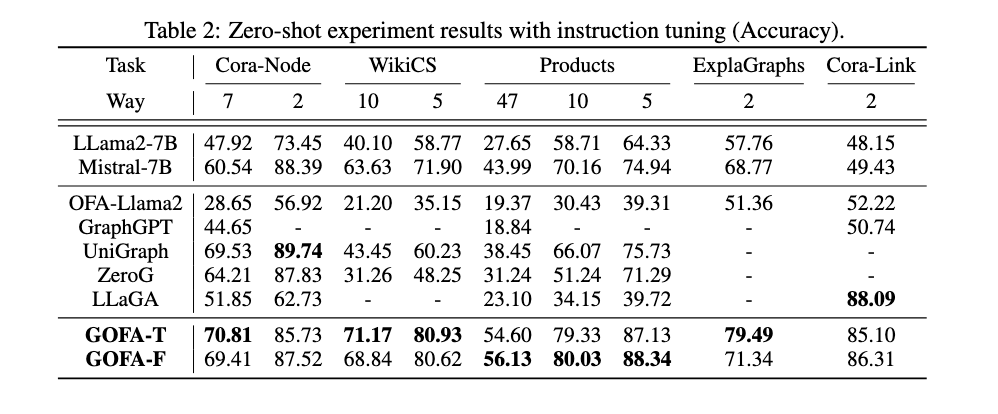 Table 2: Zero-shot experiment results with instruction tuning (Accuracy).
Task Cora-Node WikiCS Products ExplaGraphs Cora-Link
Way 7 2 10 5 47 10 5 2 2
LLama2-7B 47.92 73.45 40.10 58.77 27.65 58.71 64.33 57.76 48.15
Mistral-7B 60.54 88.39 63.63 71.90 43.99 70.16 74.94 68.77 49.43
OFA-Llama2 28.65 56.92 21.20 35.15 19.37 30.43 39.31 51.36 52.22
GraphGPT 44.65 - - - 18.84 - - - 50.74
UniGraph 69.53 89.74 43.45 60.23 38.45 66.07 75.73 - -
ZeroG 64.21 87.83 31.26 48.25 31.24 51.24 71.29 - -
LLaGA 51.85 62.73 - - 23.10 34.15 39.72 - 88.09
GOFA-T 70.81 85.73 71.17 80.93 54.60 79.33 87.13 79.49 85.10
GOFA-F 69.41 87.52 68.84 80.62 56.13 80.03 88.34 71.34 86.31